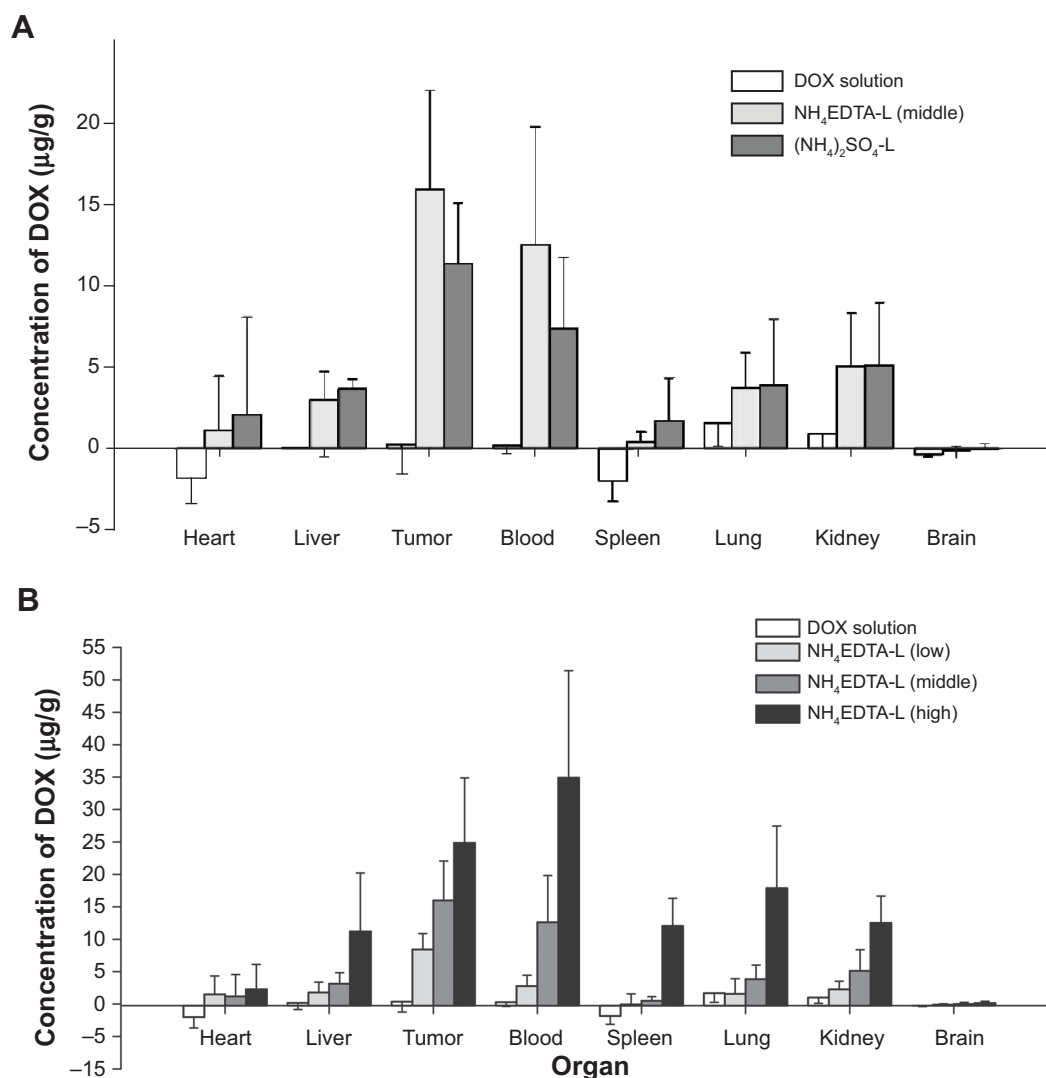 A
Concentration of DOX (μg/g)
20
15
10
5
0
–5
DOX solution
NH₄EDTA-L (middle)
(NH₄)₂SO₄-L
Heart Liver Tumor Blood Spleen Lung Kidney Brain
B
Concentration of DOX (μg/g)
55
50
45
40
35
30
25
20
15
10
5
0
–5
–15
DOX solution
NH₄EDTA-L (low)
NH₄EDTA-L (middle)
NH₄EDTA-L (high)
Heart Liver Tumor Blood Spleen Lung Kidney Brain
Organ